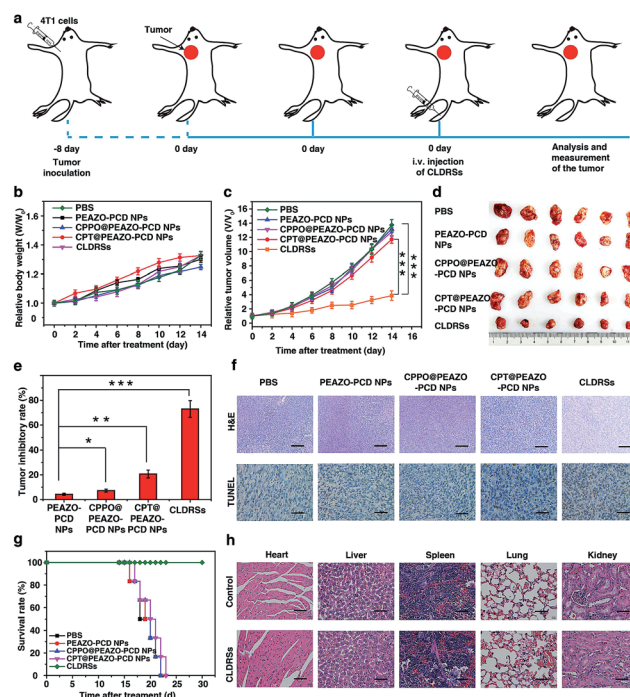 a
4T1 cells
Tumor
-8 day
0 day
0 day
0 day
Tumor
inoculation
i.v. injection
of CLDRSs
Analysis and
measurement
of the tumor
b
Relative body weight (W/W0)
1.6
1.4
1.2
1.0
PBS
PEAZO-PCD NPs
CPPO@PEAZO-PCD NPs
CPT@PEAZO-PCD NPs
CLDRSs
0 2 4 6 8 10 12 14
Time after treatment (day)
c
Relative tumor volume (V/V0)
20
16
12
8
4
0
PBS
PEAZO-PCD NPs
CPPO@PEAZO-PCD NPs
CPT@PEAZO-PCD NPs
CLDRSs
***
***
0 2 4 6 8 10 12 14 16
Time after treatment (day)
d
PBS
PEAZO-PCD
NPs
CPPO@PEAZO
-PCD NPs
CPT@PEAZO
-PCD NPs
CLDRSs
e
Tumor inhibitory rate (%)
100
80
60
40
20
0
***
**
*
PEAZO-
PCD
NPs
CPPO@
PEAZO-
PCD NPs
CPT@
PEAZO-
PCD NPs
CLDRSs
f
PBS
PEAZO-PCD NPs
CPPO@PEAZO
-PCD NPs
CPT@PEAZO
-PCD NPs
CLDRSs
H&E
TUNEL
g
Survival rate (%)
100
80
60
40
20
0
PBS
PEAZO-PCD NPs
CPPO@PEAZO-PCD NPs
CPT@PEAZO-PCD NPs
CLDRSs
0 5 10 15 20 25 30
Time after treatment (d)
h
Heart
Liver
Spleen
Lung
Kidney
Control
CLDRSs